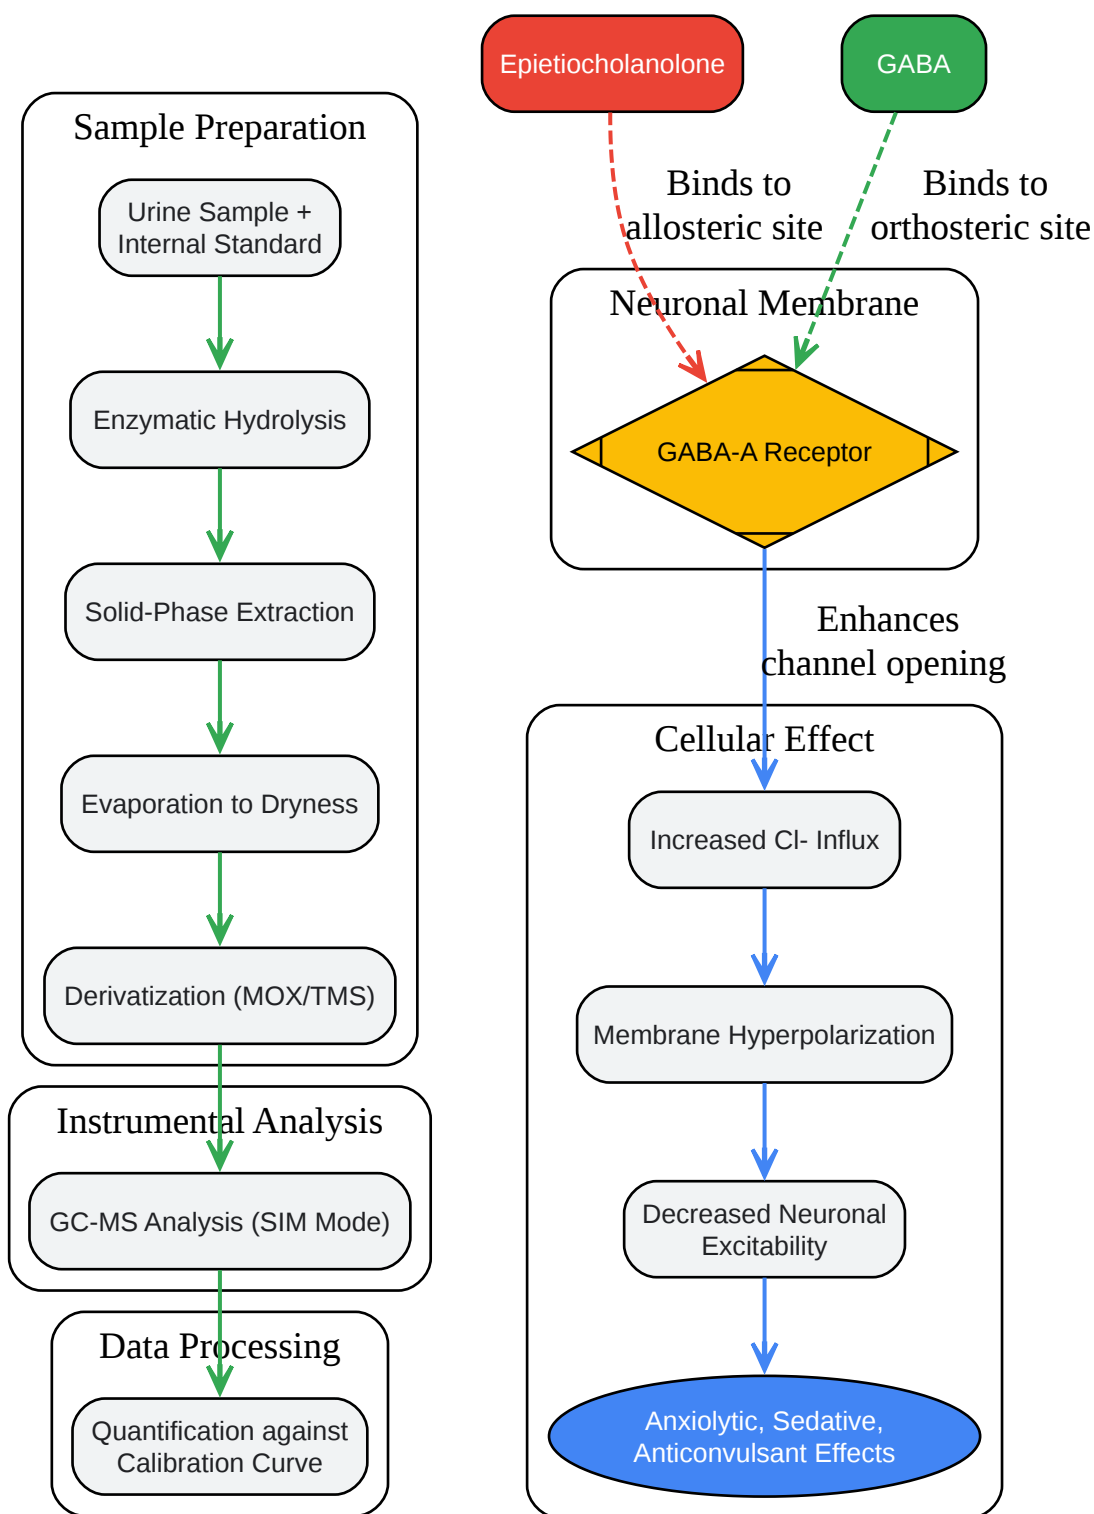 Sample Preparation
Urine Sample +
Internal Standard
Enzymatic Hydrolysis
Solid-Phase Extraction
Evaporation to Dryness
Derivatization (MOX/TMS)
Instrumental Analysis
GC-MS Analysis (SIM Mode)
Data Processing
Quantification against
Calibration Curve
Epietiocholanolone
GABA
Binds to
allosteric site
Binds to
orthosteric site
Neuronal Membrane
GABA-A Receptor
Enhances
channel opening
Cellular Effect
Increased Cl- Influx
Membrane Hyperpolarization
Decreased Neuronal
Excitability
Anxiolytic, Sedative,
Anticonvulsant Effects